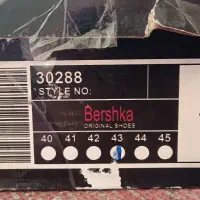 30288
STYLE NO:
Bershka
ORIGINAL SHOES
40 41 42 43 44 45